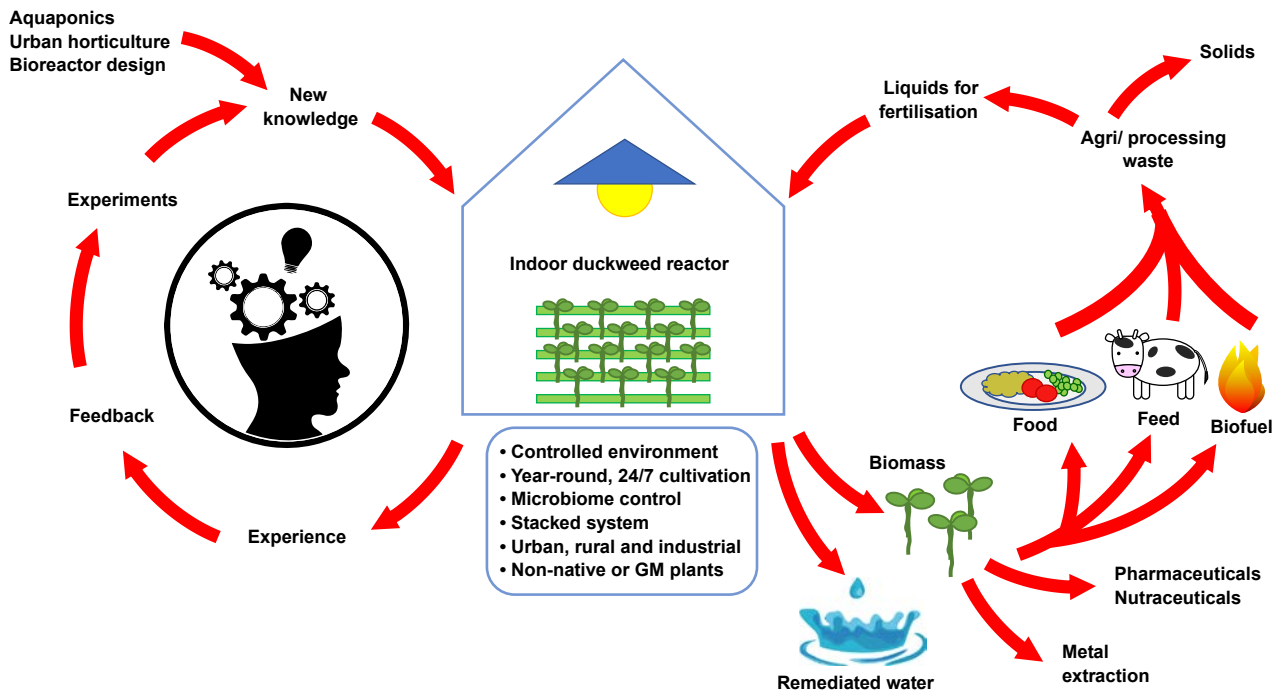 Aquaponics
Urban horticulture
Bioreactor design
New
knowledge
Experiments
Feedback
Experience
Indoor duckweed reactor
• Controlled environment
• Year-round, 24/7 cultivation
• Microbiome control
• Stacked system
• Urban, rural and industrial
• Non-native or GM plants
Solids
Liquids for
fertilisation
Agri/ processing
waste
Food
Feed
Biofuel
Biomass
Pharmaceuticals
Nutraceuticals
Metal
extraction
Remediated water